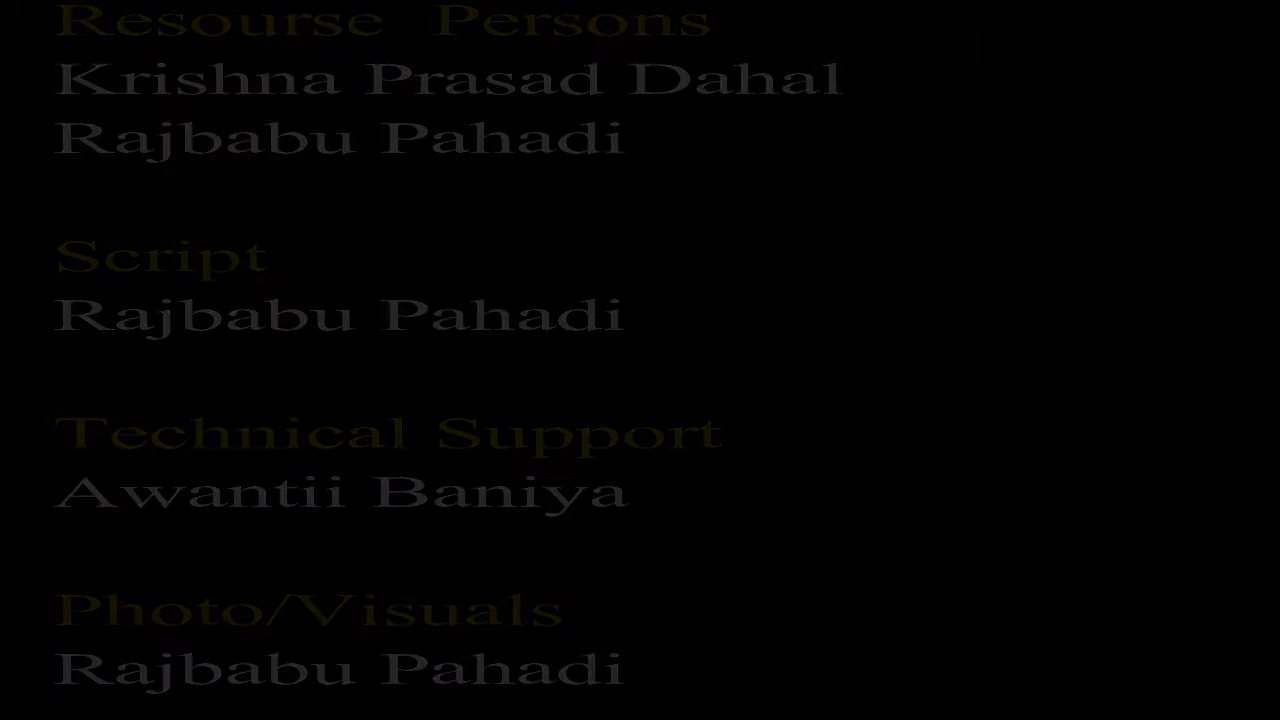 Resourse Persons
Krishna Prasad Dahal
Rajbabu Pahadi
Script
Rajbabu Pahadi
Technical Support
Awantii Baniya
Photo/Visuals
Rajbabu Pahadi